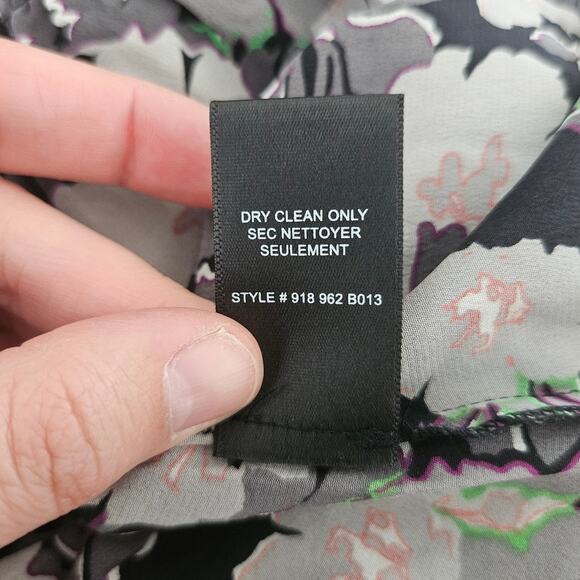 DRY CLEAN ONLY
SEC NETTOYER
SEULEMENT
STYLE # 918 962 B013